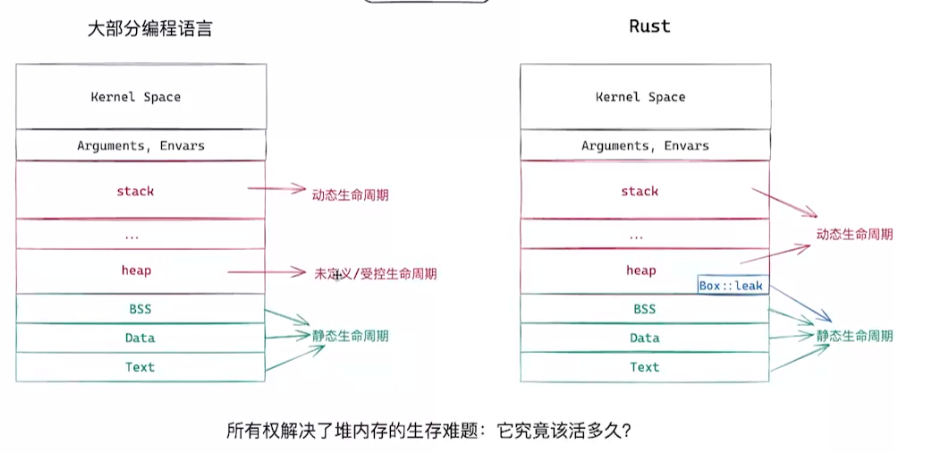 大部分编程语言
Rust
Kernel Space
Arguments, Envars
stack
动态生命周期
...
heap
未定义/受控生命周期
BSS
静态生命周期
Data
Text
Kernel Space
Arguments, Envars
stack
...
动态生命周期
heap
Box::leak
BSS
静态生命周期
Data
Text
所有权解决了堆内存的生存难题：它究竟该活多久？